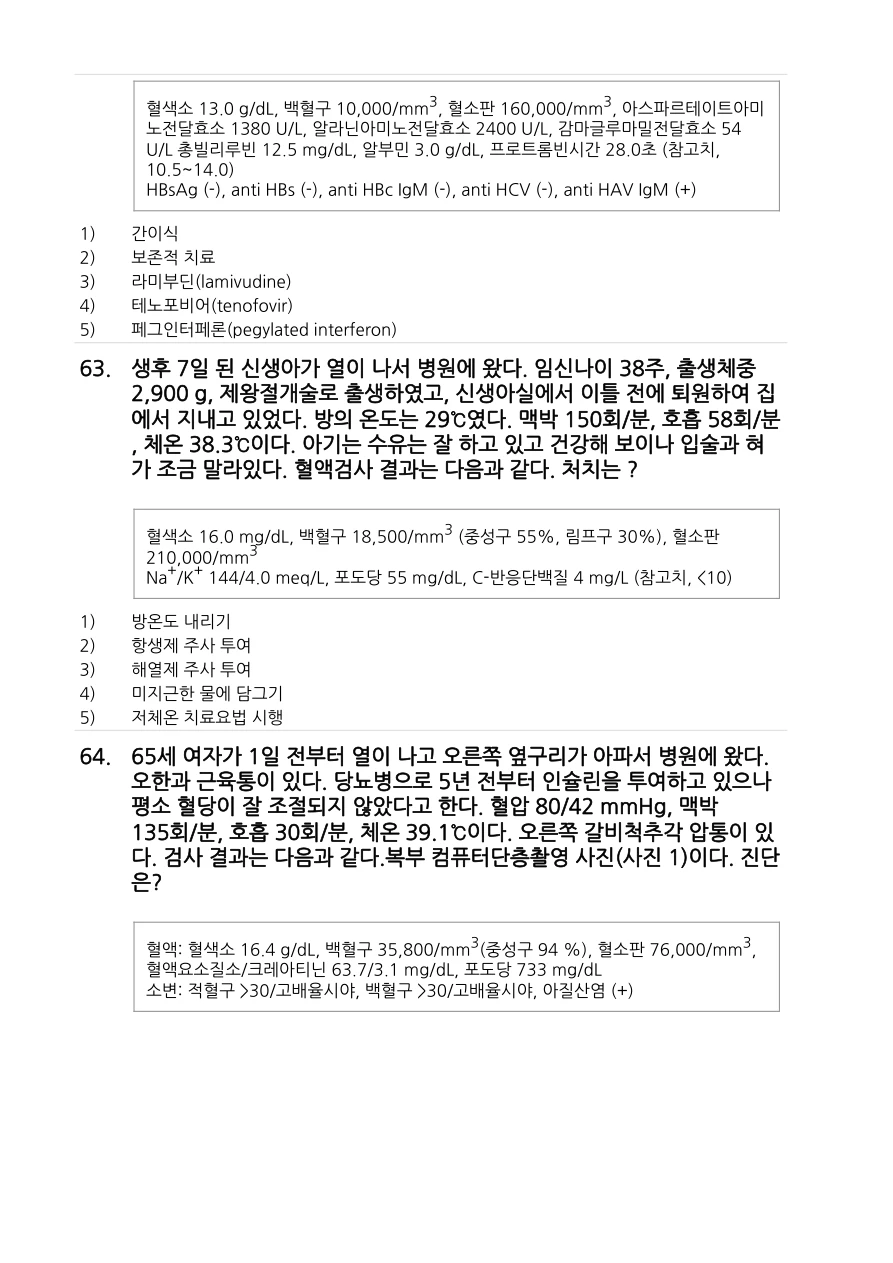 혈색소 13.0 g/dL, 백혈구 10,000/mm3, 혈소판 160,000/mm3, 아스파르테이트아미
노전달효소 1380 U/L, 알라닌아미노전달효소 2400 U/L, 감마글루마밀전달효소 54
U/L 총빌리루빈 12.5 mg/dL, 알부민 3.0 g/dL, 프로트롬빈시간 28.0초 (참고치,
10.5~14.0)
HBsAg (-), anti HBs (-), anti HBc IgM (-), anti HCV (-), anti HAV IgM (+)
1) 간이식
2) 보존적 치료
3) 라미부딘(lamivudine)
4) 테노포비어(tenofovir)
5) 페그인터페론(pegylated interferon)
63. 생후 7일 된 신생아가 열이 나서 병원에 왔다. 임신나이 38주, 출생체중
2,900 g, 제왕절개술로 출생하였고, 신생아실에서 이틀 전에 퇴원하여 집
에서 지내고 있었다. 방의 온도는 29℃였다. 맥박 150회/분, 호흡 58회/분
, 체온 38.3℃이다. 아기는 수유는 잘 하고 있고 건강해 보이나 입술과 혀
가 조금 말라있다. 혈액검사 결과는 다음과 같다. 처치는 ?
혈색소 16.0 mg/dL, 백혈구 18,500/mm3 (중성구 55%, 림프구 30%), 혈소판
210,000/mm3
Na+/K+ 144/4.0 meq/L, 포도당 55 mg/dL, C-반응단백질 4 mg/L (참고치, <10)
1) 방온도 내리기
2) 항생제 주사 투여
3) 해열제 주사 투여
4) 미지근한 물에 담그기
5) 저체온 치료요법 시행
64. 65세 여자가 1일 전부터 열이 나고 오른쪽 옆구리가 아파서 병원에 왔다.
오한과 근육통이 있다. 당뇨병으로 5년 전부터 인슐린을 투여하고 있으나
평소 혈당이 잘 조절되지 않았다고 한다. 혈압 80/42 mmHg, 맥박
135회/분, 호흡 30회/분, 체온 39.1℃이다. 오른쪽 갈비척추각 압통이 있
다. 검사 결과는 다음과 같다.복부 컴퓨터단층촬영 사진(사진 1)이다. 진단
은?
혈액: 혈색소 16.4 g/dL, 백혈구 35,800/mm3(중성구 94 %), 혈소판 76,000/mm3,
혈액요소질소/크레아티닌 63.7/3.1 mg/dL, 포도당 733 mg/dL
소변: 적혈구 >30/고배율시야, 백혈구 >30/고배율시야, 아질산염 (+)